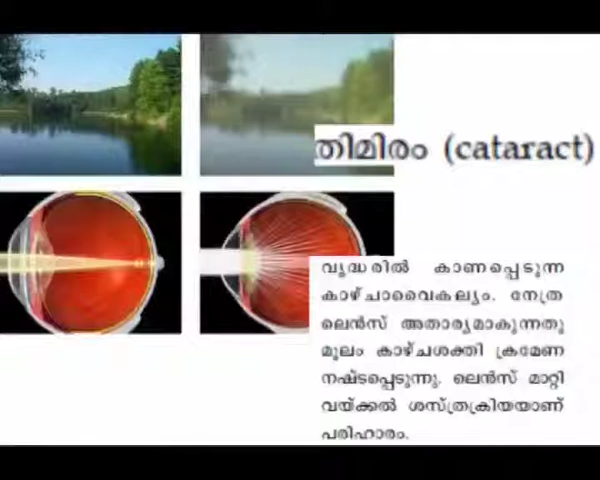 തിമിരം (cataract)
വൃദ്ധരിൽ കാണപ്പെടുന്ന
കാഴ്ചാവൈകല്യം. നേത്ര
ലെൻസ് അതാര്യമാകുന്നതു
മൂലം കാഴ്ചശക്തി ക്രമേണ
നഷ്ടപ്പെടുന്നു. ലെൻസ് മാറ്റി
വയ്ക്കൽ ശസ്ത്രക്രിയയാണ്
പരിഹാരം.